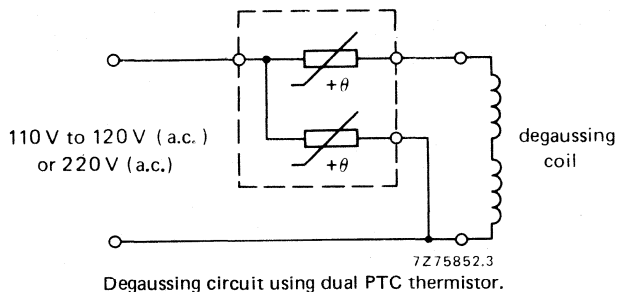 +θ
110 V to 120 V (a.c.)
or 220 V (a.c.)
+θ
degaussing
coil
7Z75852.3
Degaussing circuit using dual PTC thermistor.